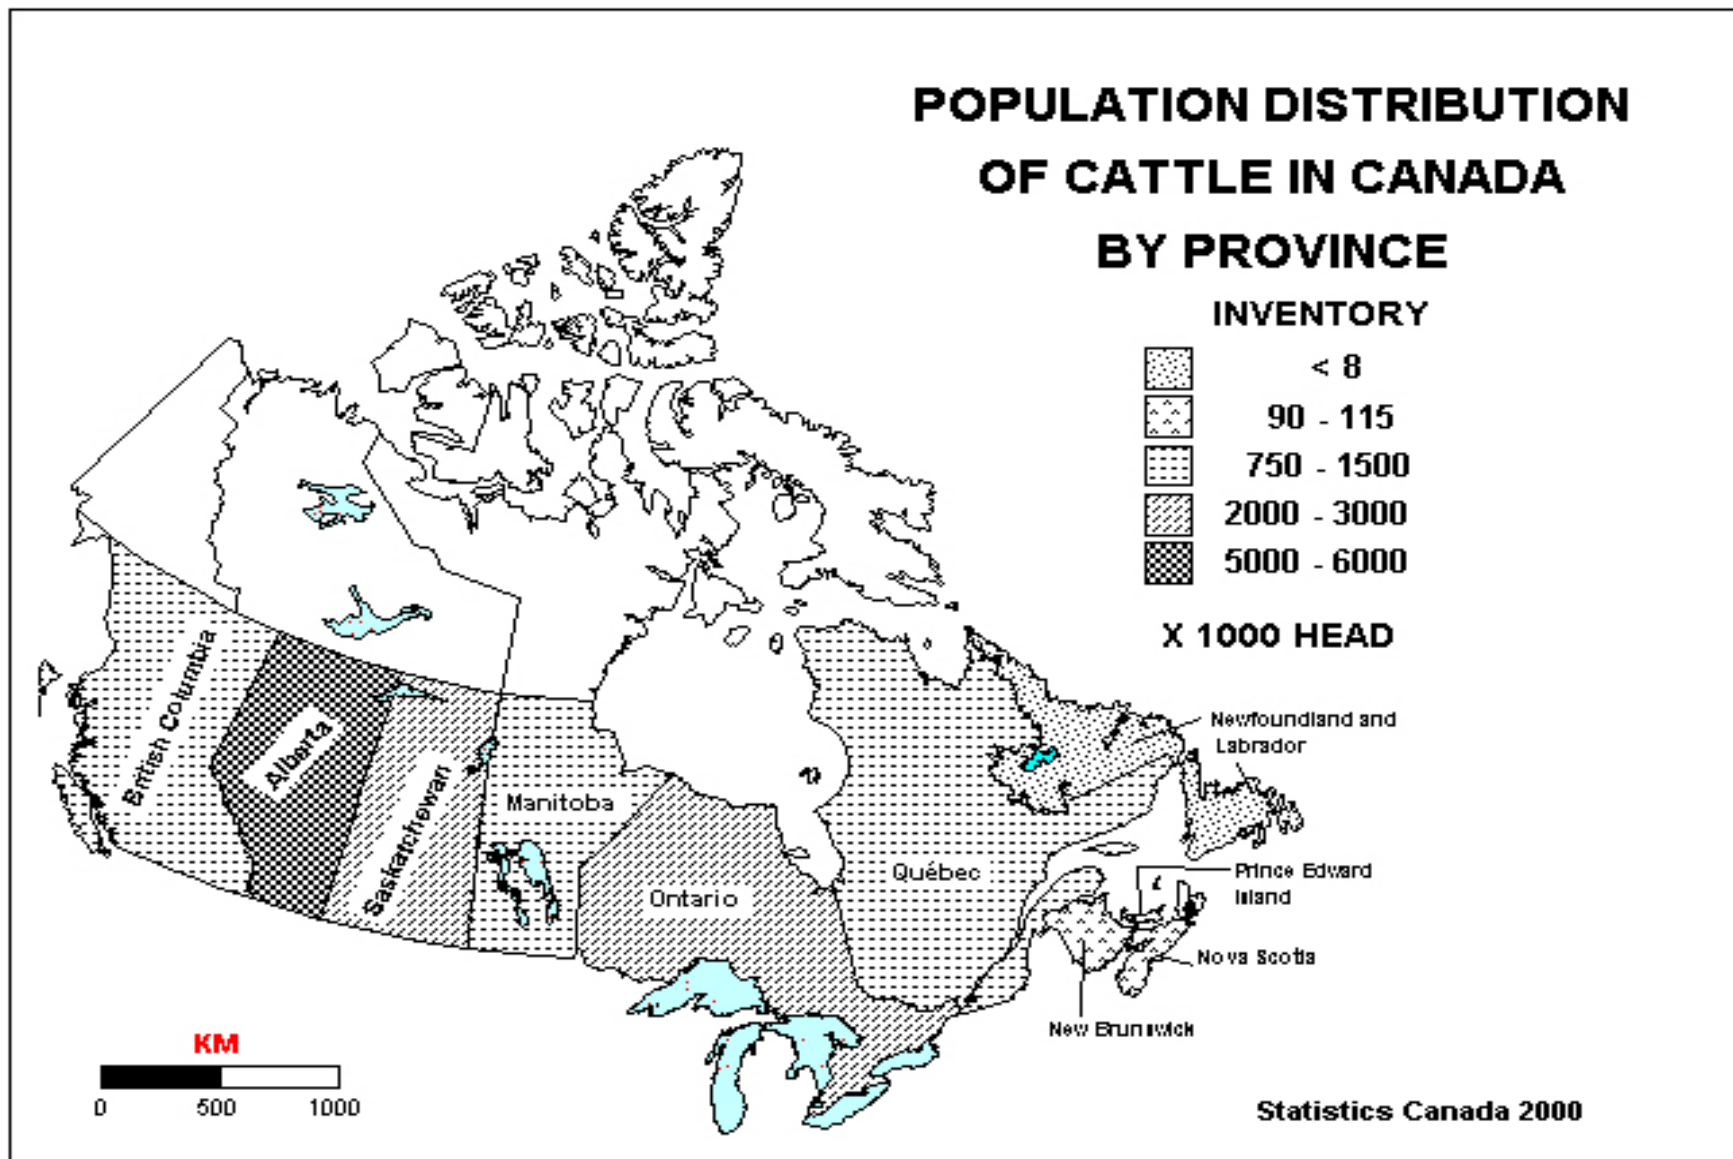 POPULATION DISTRIBUTION
OF CATTLE IN CANADA
BY PROVINCE
INVENTORY
< 8
90 - 115
750 - 1500
2000 - 3000
5000 - 6000
X 1000 HEAD
British Columbia
Alberta
Saskatchewan
Manitoba
Ontario
Québec
Newfoundland and
Labrador
Prince Edward
Island
Nova Scotia
New Brunswick
KM
0 500 1000
Statistics Canada 2000